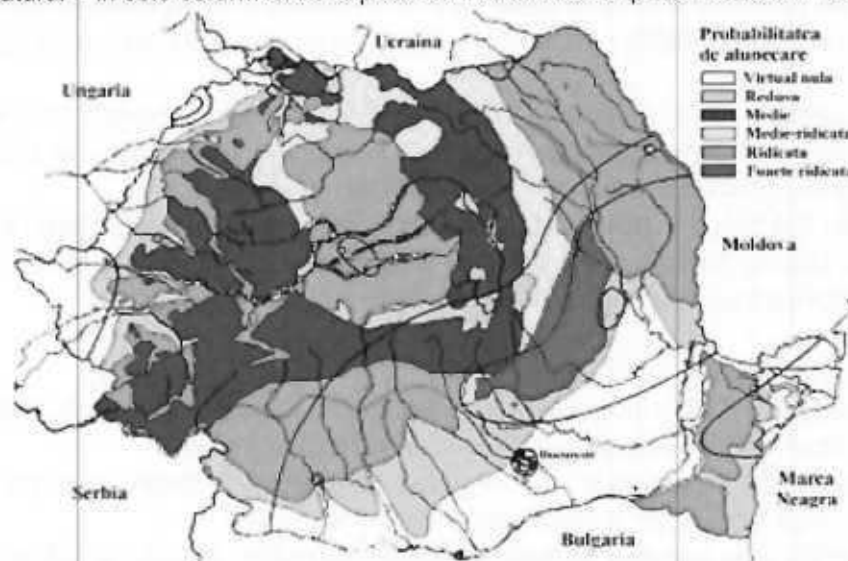 Ucraina
Ungaria
Probabilitatea
de alunecare
Virtual nula
Redusa
Medie
Medie-ridicata
Ridicata
Foarte ridicata
Moldova
Bucuresti
Serbia
Marea
Neagra
Bulgaria